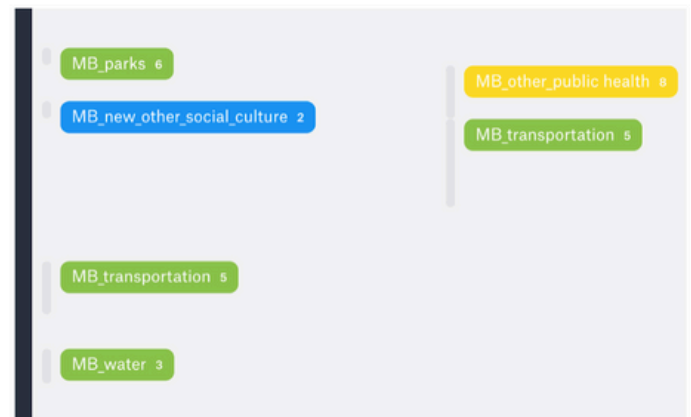 MB_parks 6
MB_other_public health 8
MB_new_other_social_culture 2
MB_transportation 5
MB_transportation 5
MB_water 3